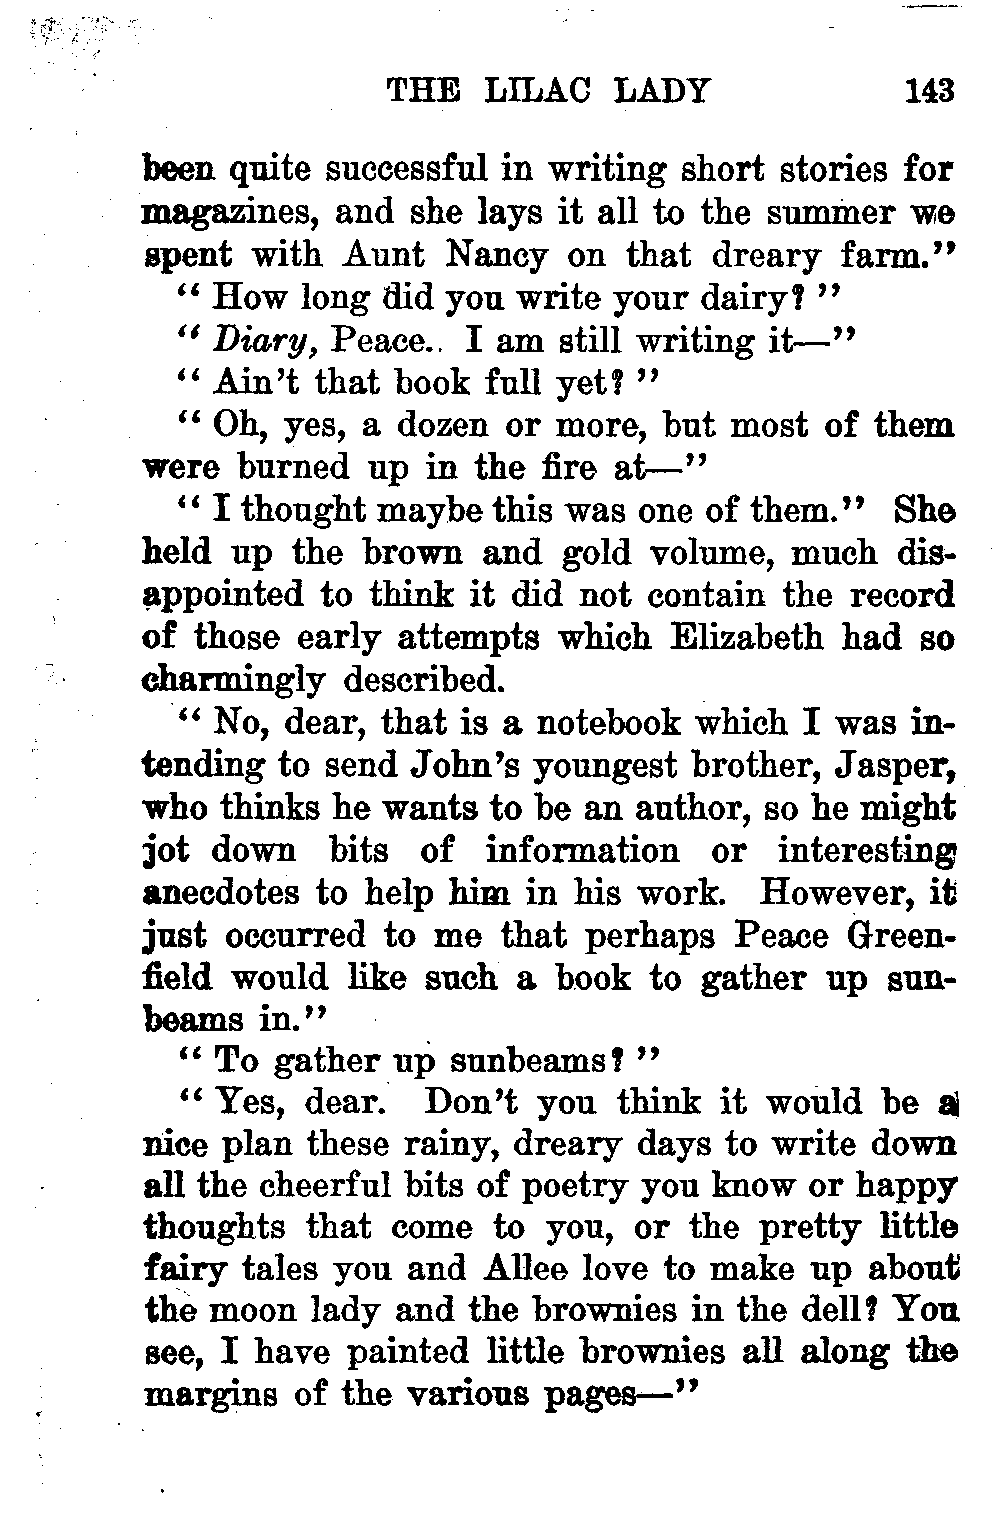 THE LILAC LADY 143
been quite successful in writing short stories for
magazines, and she lays it all to the summer we
spent with Aunt Nancy on that dreary farm."
" How long did you write your dairy? "
" Diary, Peace.. I am still writing it—"
" Ain't that book full yet? "
" Oh, yes, a dozen or more, but most of them
were burned up in the fire at—"
" I thought maybe this was one of them." She
held up the brown and gold volume, much dis-
appointed to think it did not contain the record
of those early attempts which Elizabeth had so
charmingly described.
" No, dear, that is a notebook which I was in-
tending to send John's youngest brother, Jasper,
who thinks he wants to be an author, so he might
jot down bits of information or interesting
anecdotes to help him in his work. However, it
just occurred to me that perhaps Peace Green-
field would like such a book to gather up sun-
beams in."
" To gather up sunbeams? "
" Yes, dear. Don't you think it would be a
nice plan these rainy, dreary days to write down
all the cheerful bits of poetry you know or happy
thoughts that come to you, or the pretty little
fairy tales you and Allee love to make up about
the moon lady and the brownies in the dell? You
see, I have painted little brownies all along the
margins of the various pages—"